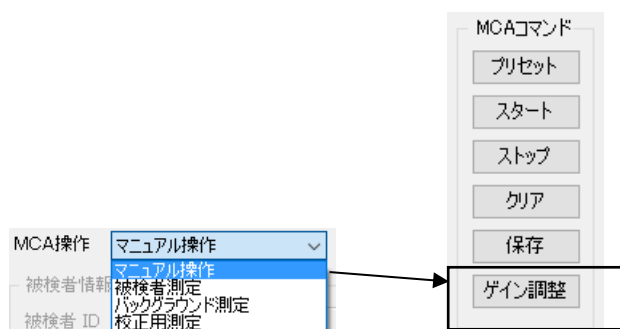 MCAコマンド
プリセット
スタート
ストップ
クリア
保存
ゲイン調整
MCA操作
マニュアル操作
マニュアル操作
被検者測定
バックグラウンド測定
校正用測定
被検者情報
被検者 ID